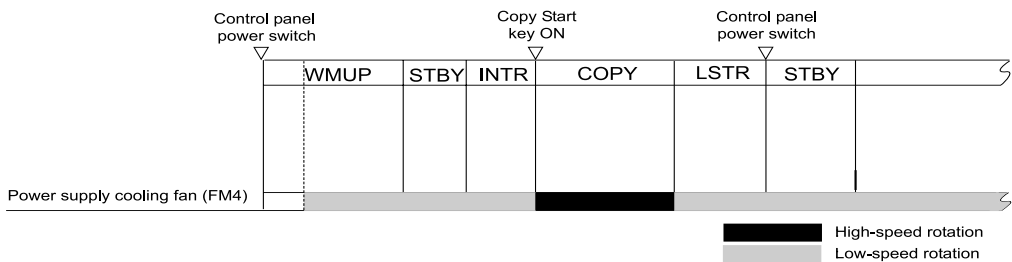 Control panel
power switch
Copy Start
key ON
Control panel
power switch
WMUP STBY INTR COPY LSTR STBY
Power supply cooling fan (FM4)
High-speed rotation
Low-speed rotation